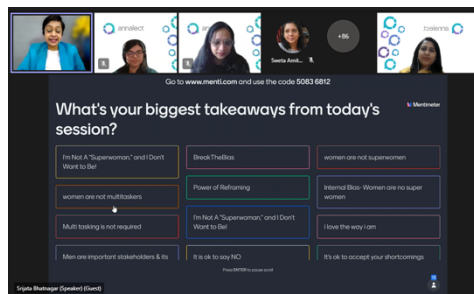 annalect
Sweta Amit...
+86
Go to www.menti.com and use the code 5083 6812
What's your biggest takeaways from today's
session?
Mentimeter
I'm Not A "Superwoman," and I Don't
Want to Be!
BreakTheBias
women are not superwomen
women are not multitaskers
Power of Reframing
Internal Bias- Women are no super
women
Multi tasking is not required
I'm Not A "Superwoman," and I Don't
Want to Be!
i love the way i am
Men are important stakeholders & its
It is ok to say NO
It's ok to accept your shortcomings
Press ENTER to pause scroll
Srijata Bhatnagar (Speaker) (Guest)